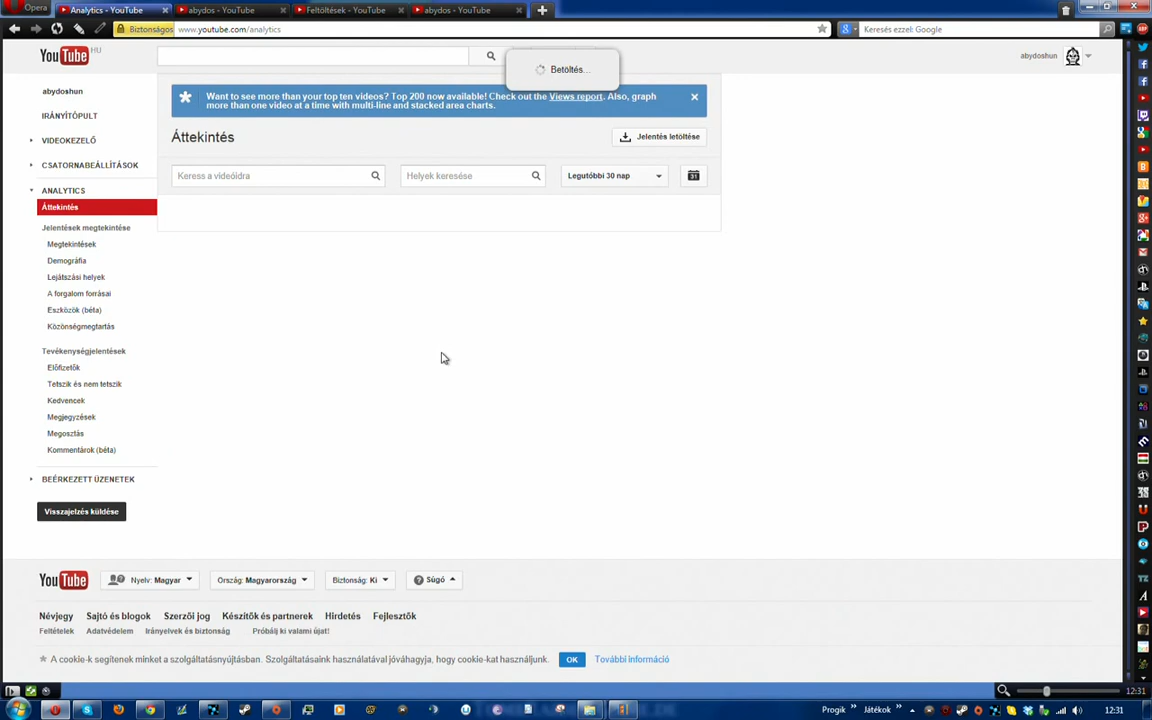 Opera
Analytics - YouTube
abydos - YouTube
Feltöltések - YouTube
abydos - YouTube
Biztonságos
www.youtube.com/analytics
Keresés ezzel: Google
YouTube HU
Betöltés...
abydoshun
abydoshun
IRÁNYÍTÓPULT
VIDEOKEZELŐ
CSATORNABEÁLLÍTÁSOK
ANALYTICS
Áttekintés
Jelentések megtekintése
Megtekintések
Demográfia
Lejátszási helyek
A forgalom forrásai
Eszközök (béta)
Közönségmegtartás
Tevékenységjelentések
Előfizetők
Tetszik és nem tetszik
Kedvencek
Megjegyzések
Megosztás
Kommentárok (béta)
BEÉRKEZETT ÜZENETEK
Visszajelzés küldése
Want to see more than your top ten videos? Top 200 now available! Check out the Views report. Also, graph
more than one video at a time with multi-line and stacked area charts.
Áttekintés
Jelentés letöltése
Keress a videóidra
Helyek keresése
Legutóbbi 30 nap
31
YouTube
Nyelv: Magyar
Ország: Magyarország
Biztonság: Ki
Súgó
Névjegy Sajtó és blogok Szerzői jog Készítők és partnerek Hirdetés Fejlesztők
Feltételek Adatvédelem Irányelvek és biztonság Próbálj ki valami újat!
A cookie-k segítenek minket a szolgáltatásnyújtásban. Szolgáltatásaink használatával jóváhagyja, hogy cookie-kat használjunk.
OK
További információ
12:31
Progik »
Játékok »
12:31